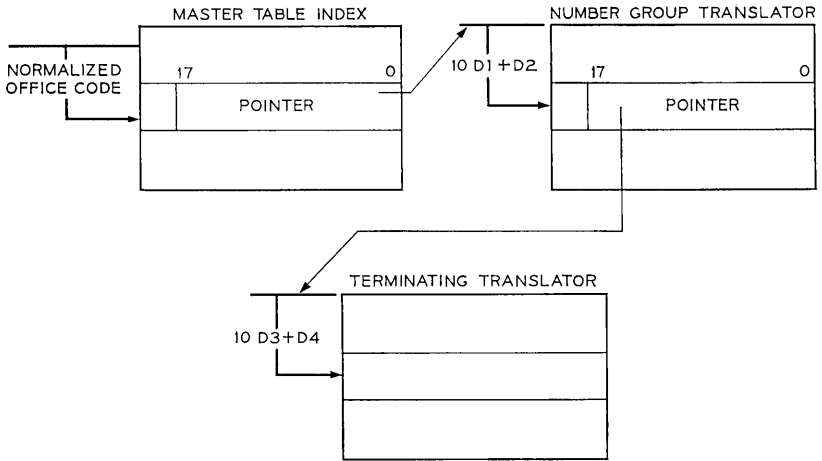 MASTER TABLE INDEX
NUMBER GROUP TRANSLATOR
NORMALIZED
OFFICE CODE
17 0
POINTER
10 D1+D2
17 0
POINTER
TERMINATING TRANSLATOR
10 D3+D4